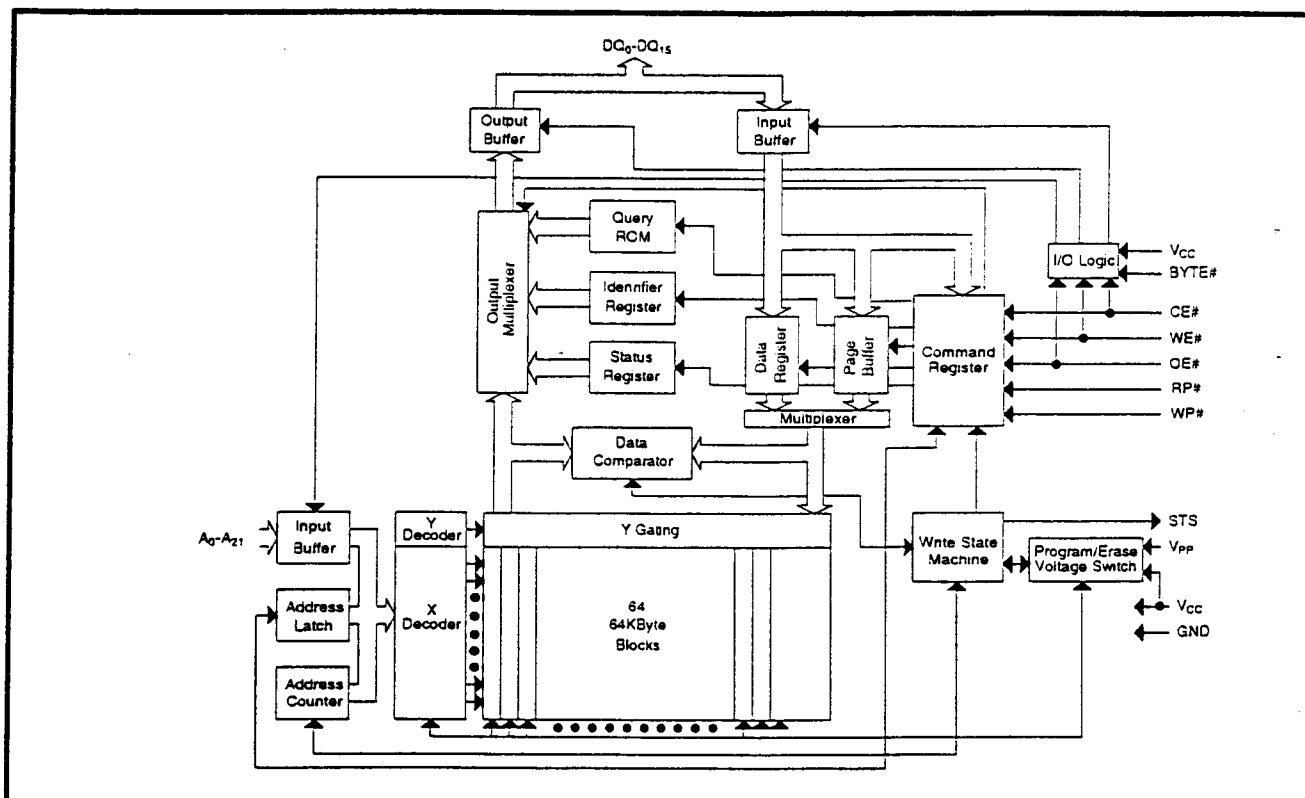 DQ0-DQ15
Output
Buffer
Input
Buffer
Output
Multiplexer
Query
ROM
Identifier
Register
Status
Register
Data
Register
Page
Buffer
Multiplexer
Command
Register
I/O Logic
VCC
BYTE#
CE#
WE#
OE#
RP#
WP#
Data
Comparator
A0-A21
Input
Buffer
Address
Latch
Address
Counter
Y
Decoder
X
Decoder
Y Gating
64
64KByte
Blocks
Write State
Machine
Program/Erase
Voltage Switch
STS
VPP
VCC
GND